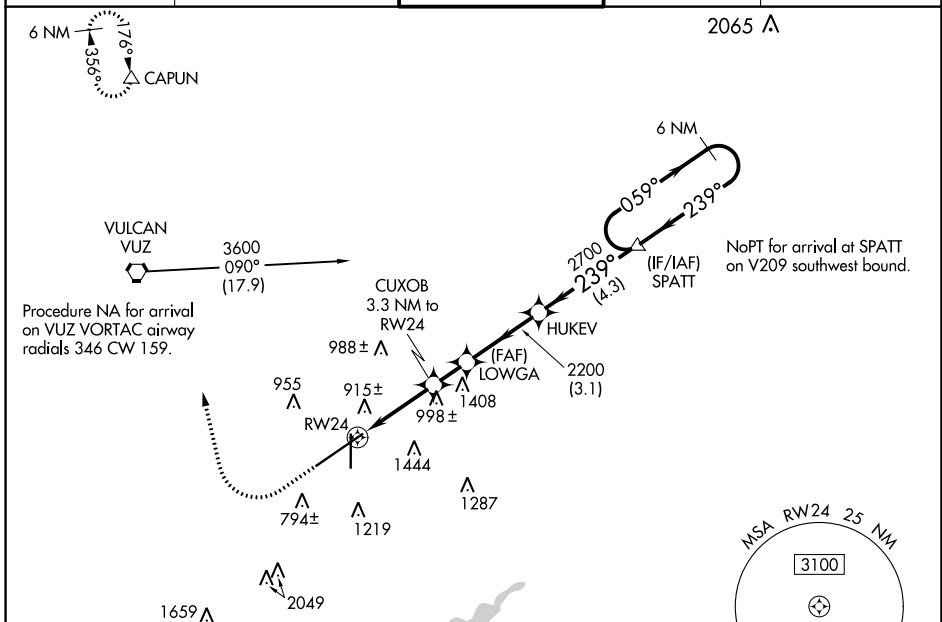 2065
6 NM
176°
356°
CAPUN
6 NM
059°
239°
VULCAN
VUZ
3600
090°
(17.9)
2700
239°
(4.3)
(IF/IAF)
SPATT
NoPT for arrival at SPATT
on V209 southwest bound.
Procedure NA for arrival
on VUZ VORTAC airway
radials 346 CW 159.
CUXOB
3.3 NM to
RW24
HUKEV
988±
(FAF)
LOWGA
2200
(3.1)
955
915±
998±
1408
RW24
1444
1287
794±
1219
MSA RW24 25 NM
3100
2049
1659